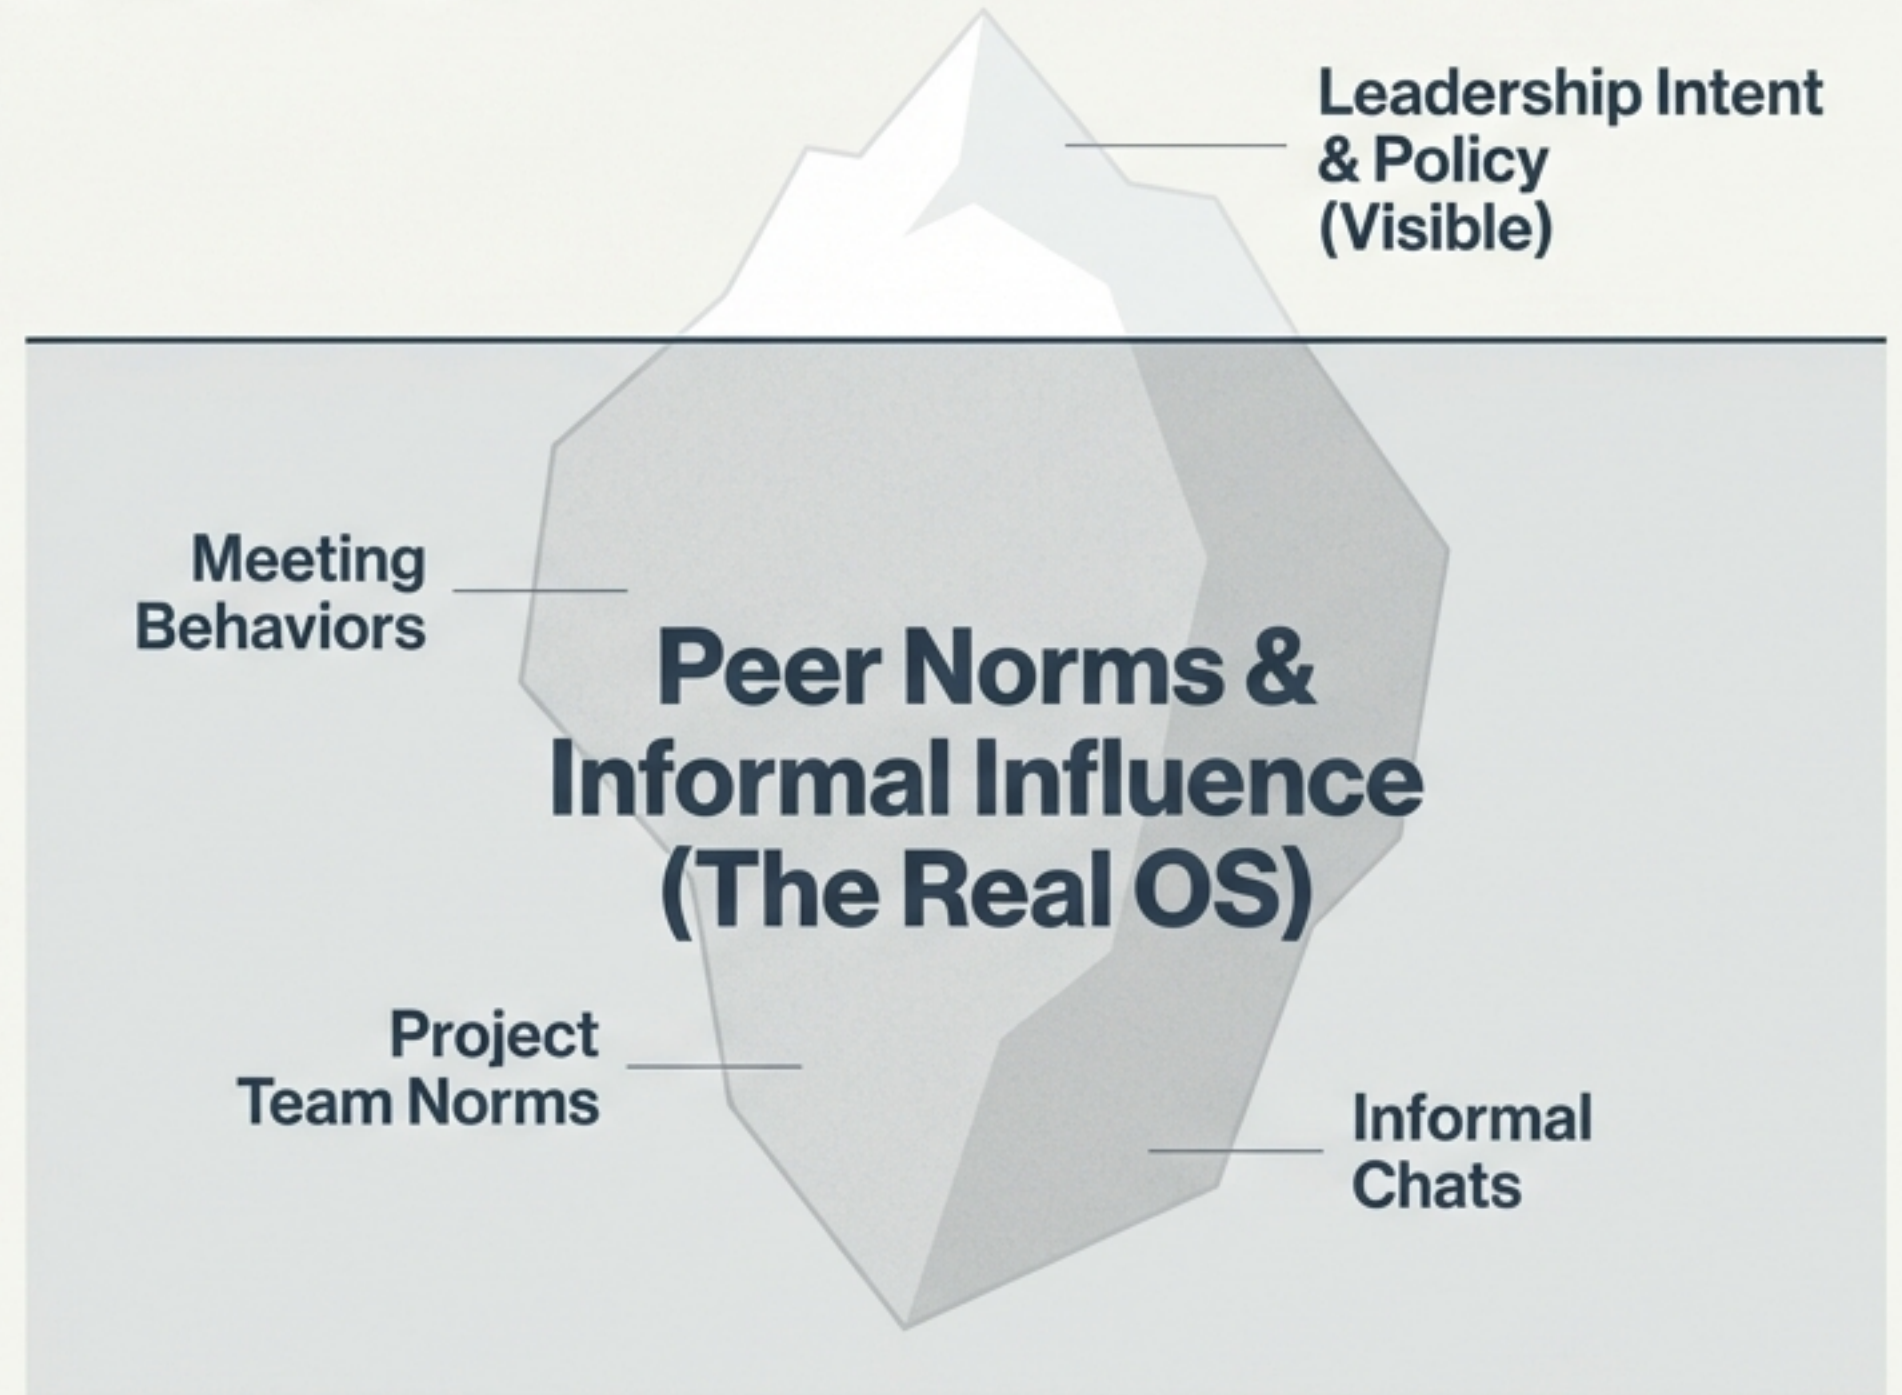 Leadership Intent
& Policy
(Visible)
Meeting
Behaviors
Peer Norms &
Informal Influence
(The Real OS)
Project
Team Norms
Informal
Chats